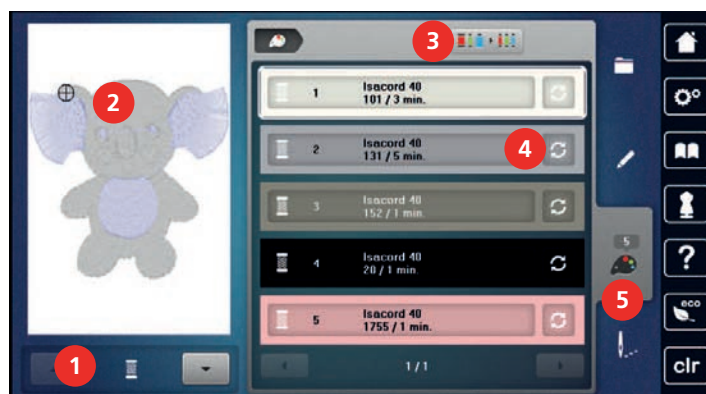 3
1
Isacord 40
101 / 3 min.
2
2
Isacord 40
131 / 5 min.
4
3
Isacord 40
152 / 1 min.
4
Isacord 40
20 / 1 min.
5
5
5
Isacord 40
1755 / 1 min.
1
1 / 1
?
eco
clr